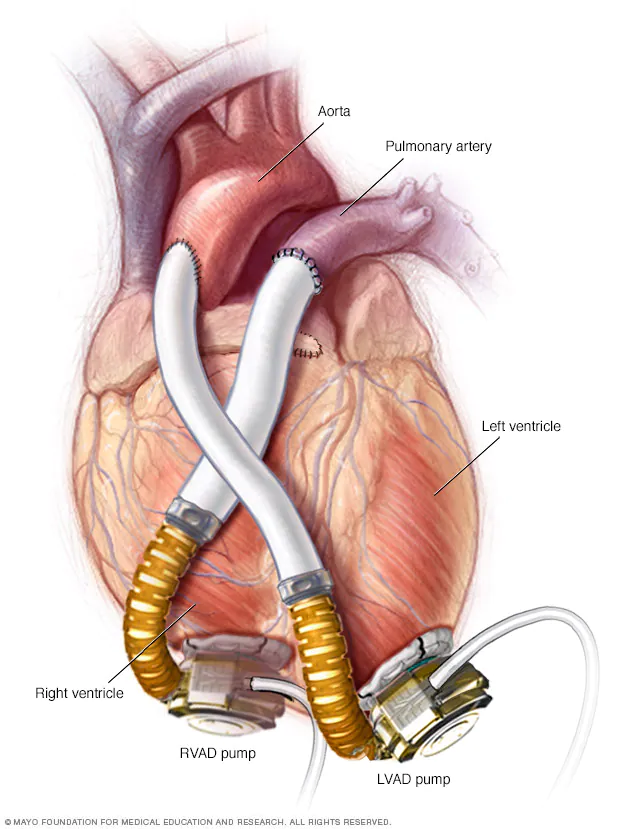 Aorta
Pulmonary artery
Left ventricle
Right ventricle
RVAD pump
LVAD pump
© MAYO FOUNDATION FOR MEDICAL EDUCATION AND RESEARCH. ALL RIGHTS RESERVED.